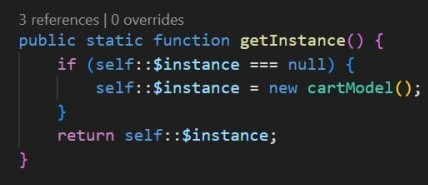 3 references | 0 overrides
public static function getInstance() {
    if (self::$instance === null) {
        self::$instance = new cartModel();
    }
    return self::$instance;
}